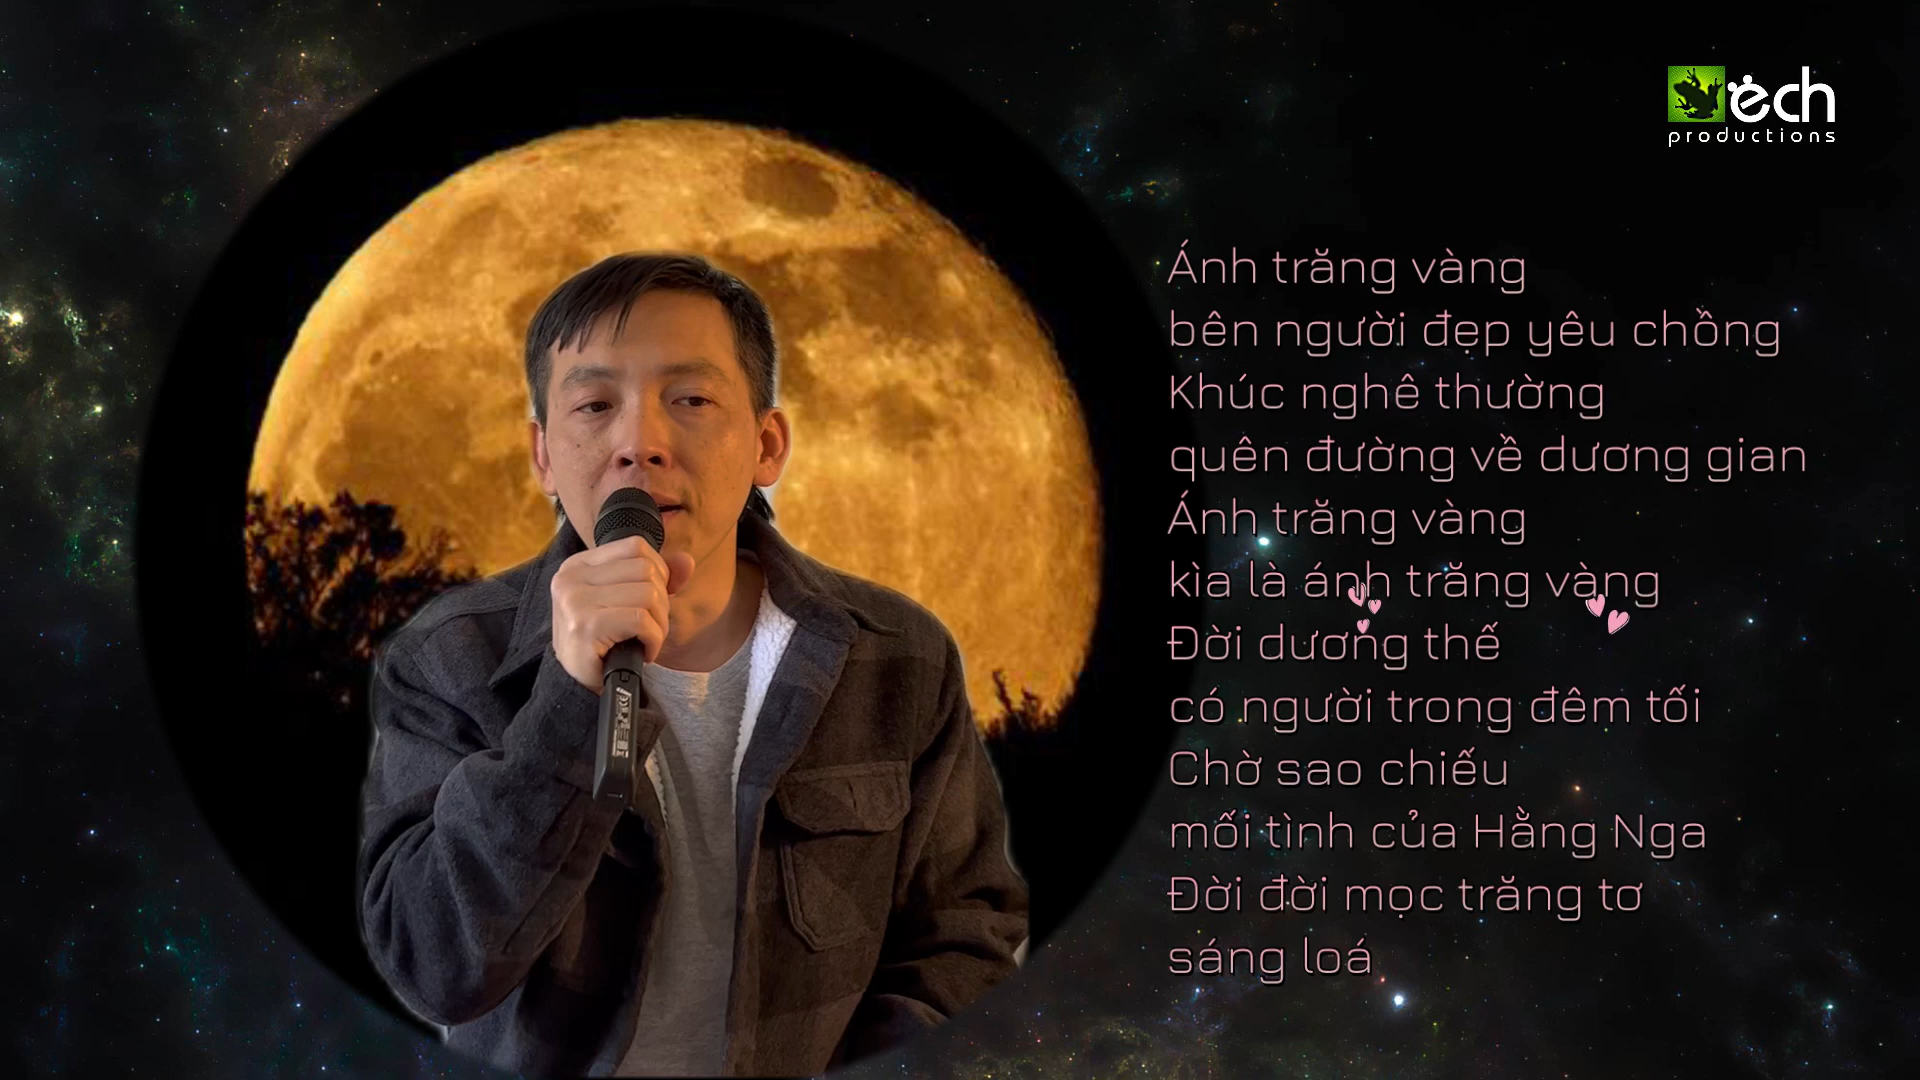 ech
productions
Ánh trăng vàng
bên người đẹp yêu chồng
Khúc nghê thường
quên đường về dương gian
Ánh trăng vàng
kìa là ánh trăng vàng
Đời dương thế
có người trong đêm tối
Chờ sao chiếu
mối tình của Hằng Nga
Đời đời mọc trăng tơ
sáng loá